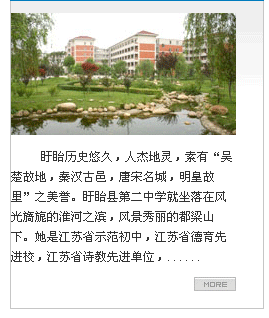 盱眙历史悠久，人杰地灵，素有“吴
楚故地，秦汉古邑，唐宋名城，明皇故
里”之美誉。盱眙县第二中学就坐落在风
光旖旎的淮河之滨，风景秀丽的都梁山
下。她是江苏省示范初中，江苏省德育先
进校，江苏省诗教先进单位，......
MORE